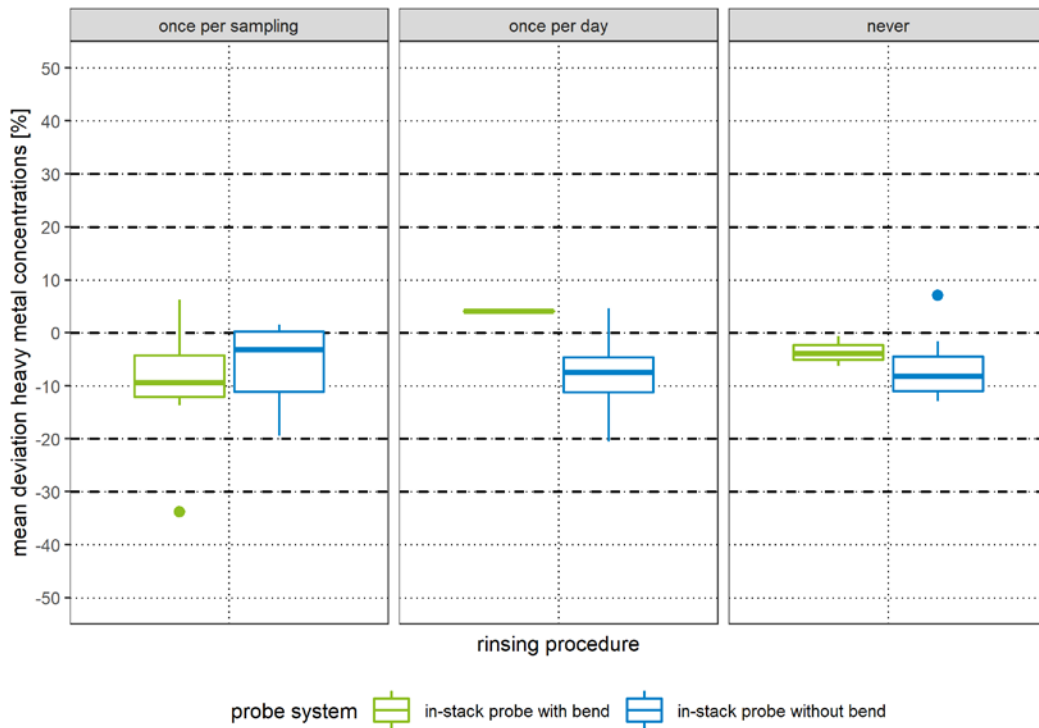 once per sampling
once per day
never
mean deviation heavy metal concentrations [%]
50
40
30
20
10
0
-10
-20
-30
-40
-50
rinsing procedure
probe system
in-stack probe with bend
in-stack probe without bend